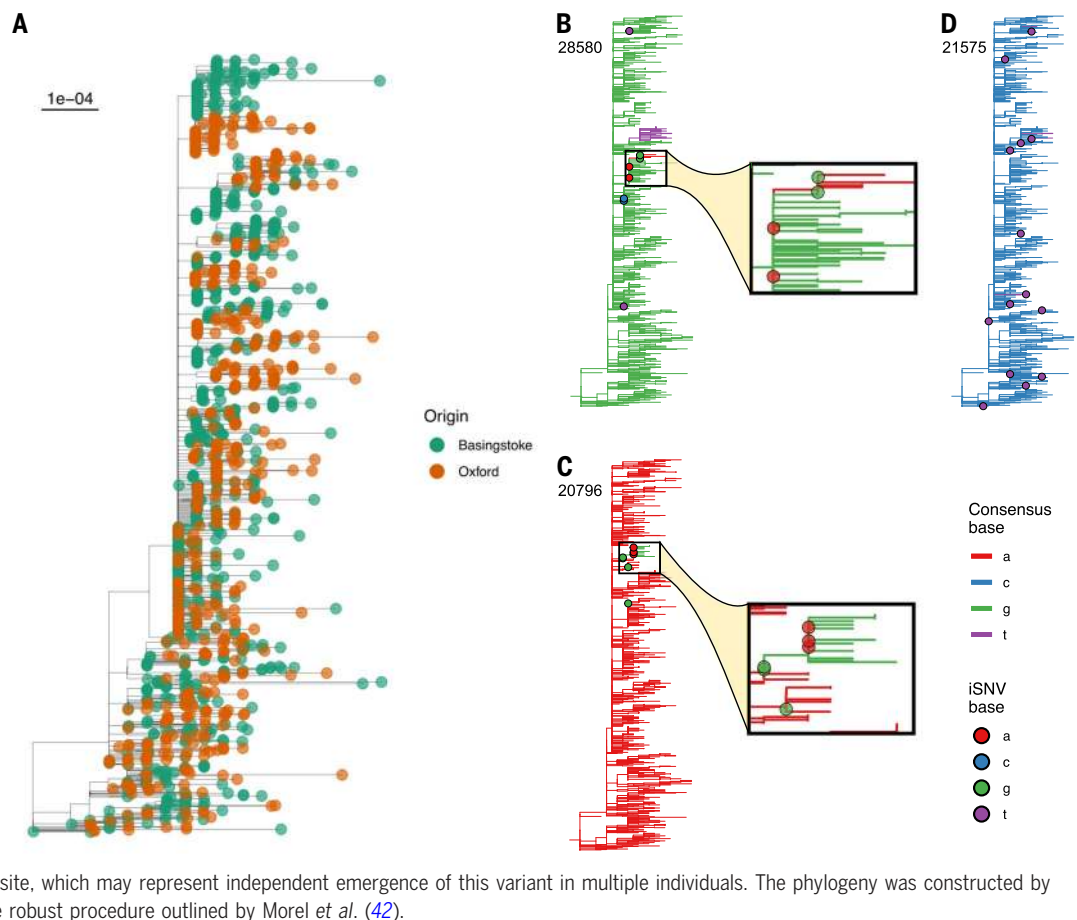 A
1e−04
Origin
Basingstoke
Oxford
B
28580
D
21575
C
20796
Consensus
base
a
c
g
t
iSNV
base
a
c
g
t
site, which may represent independent emergence of this variant in multiple individuals. The phylogeny was constructed by
robust procedure outlined by Morel et al. (42).